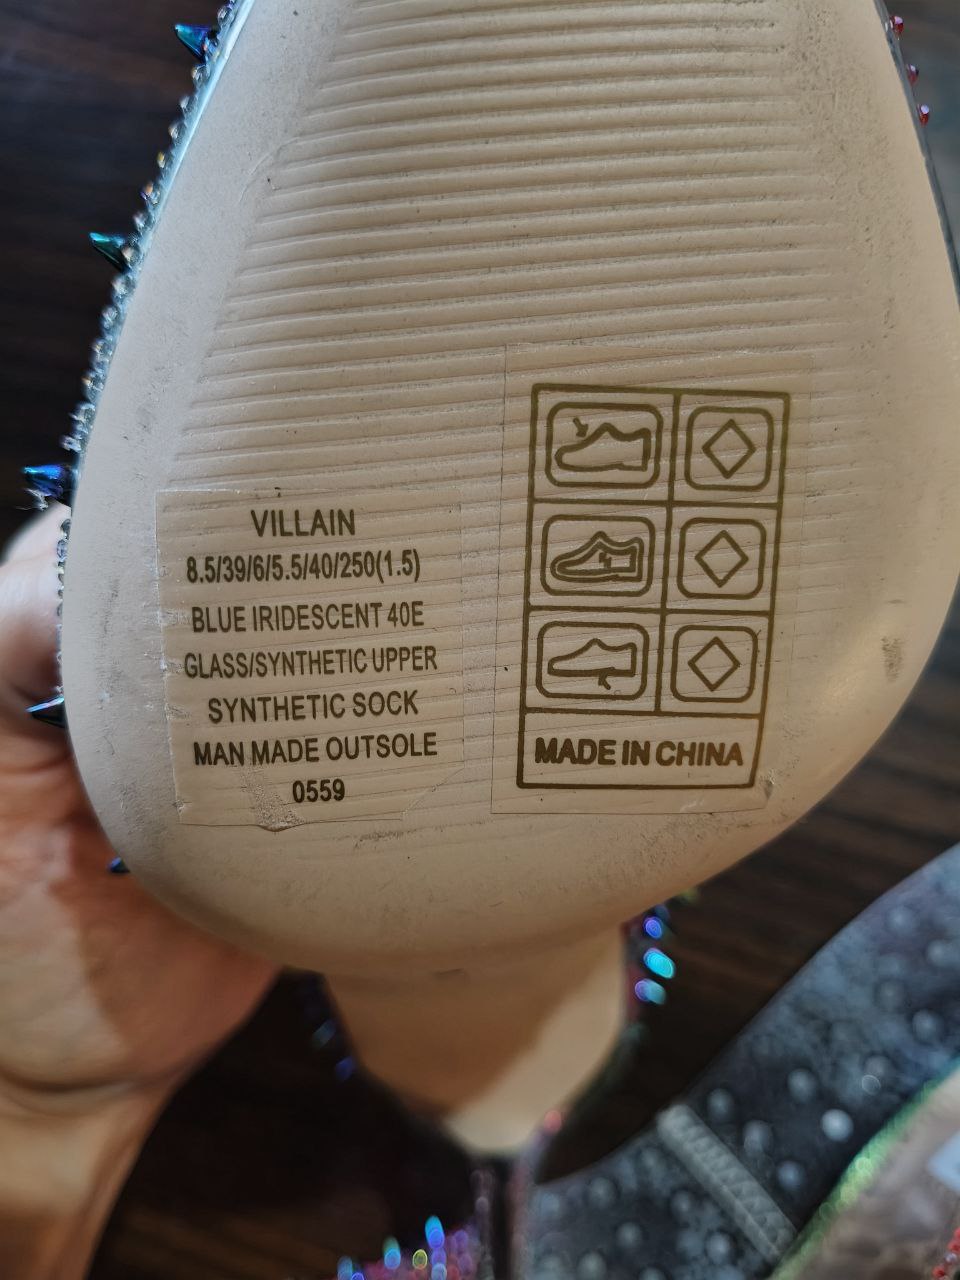 VILLAIN
8.5/39/6/5.5/40/250(1.5)
BLUE IRIDESCENT 40E
GLASS/SYNTHETIC UPPER
SYNTHETIC SOCK
MAN MADE OUTSOLE
0559
MADE IN CHINA